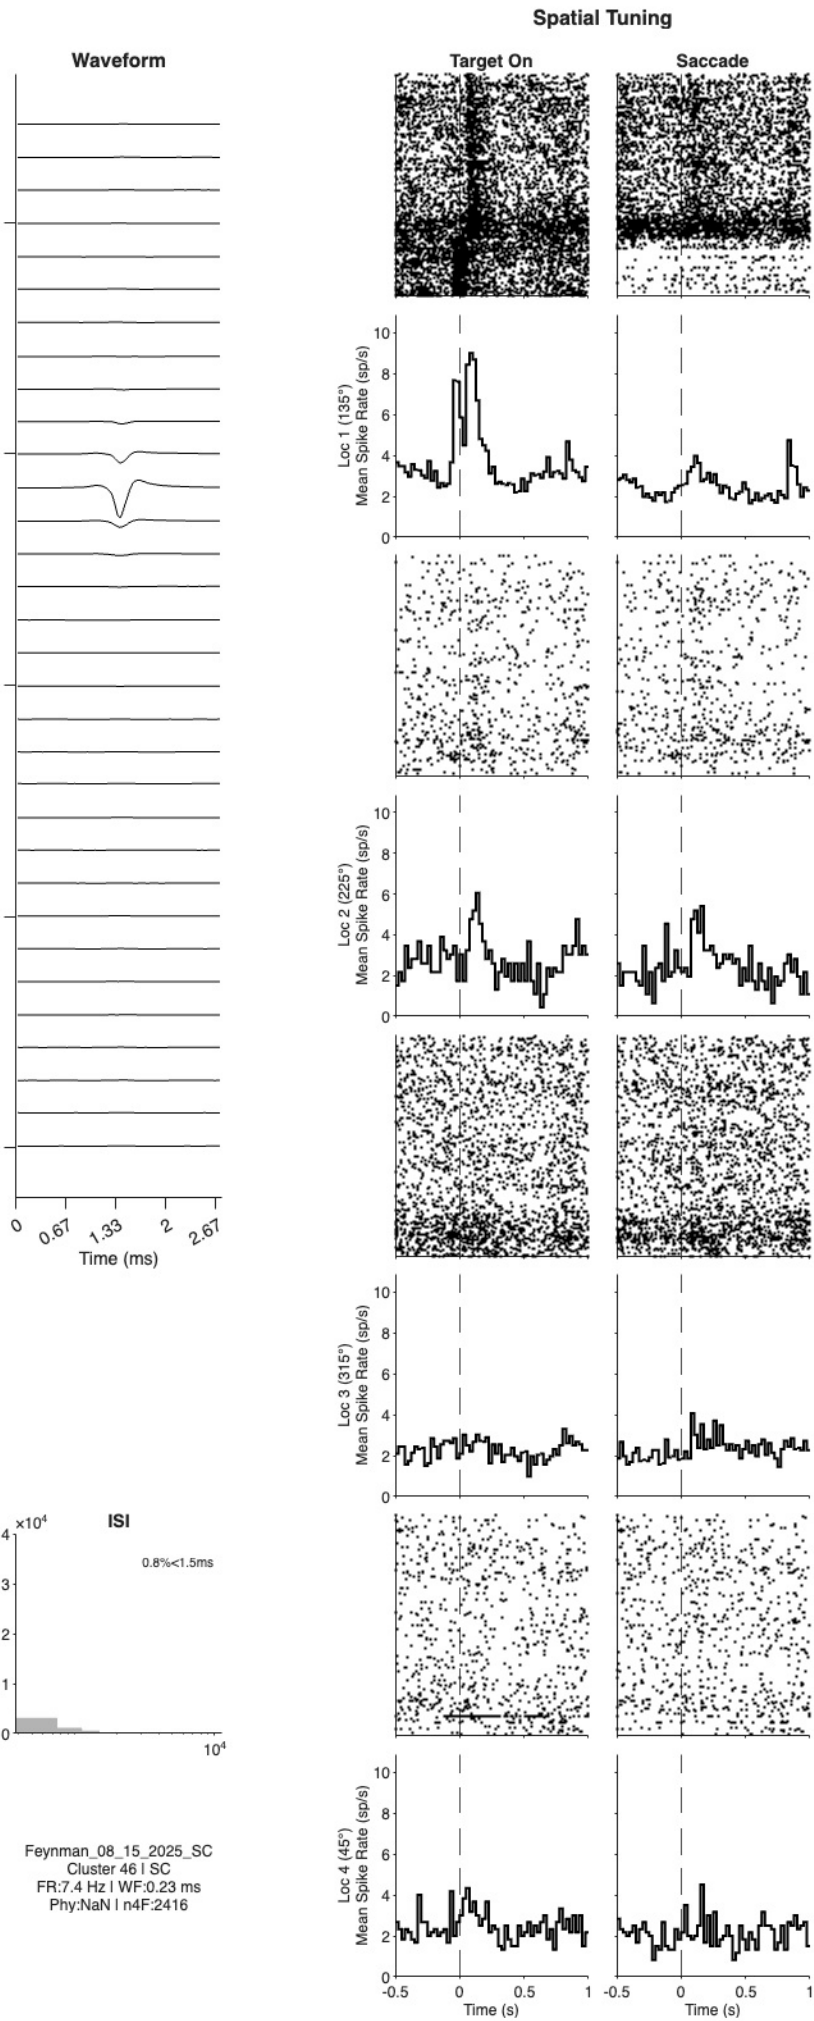 Spatial Tuning
Waveform
Target On
Saccade
10
8
6
4
2
0
Loc 1 (135°)
Mean Spike Rate (sp/s)
10
8
6
4
2
0
Loc 2 (225°)
Mean Spike Rate (sp/s)
0
0.67
1.33
2
2.67
Time (ms)
10
8
6
4
2
0
Loc 3 (315°)
Mean Spike Rate (sp/s)
×10⁴
ISI
0.8%<1.5ms
4
3
2
1
0
10⁴
10
8
6
4
2
0
Loc 4 (45°)
Mean Spike Rate (sp/s)
Feynman_08_15_2025_SC
Cluster 46 | SC
FR:7.4 Hz | WF:0.23 ms
Phy:NaN | n4F:2416
-0.5 0 0.5 1
Time (s)
-0.5 0 0.5 1
Time (s)